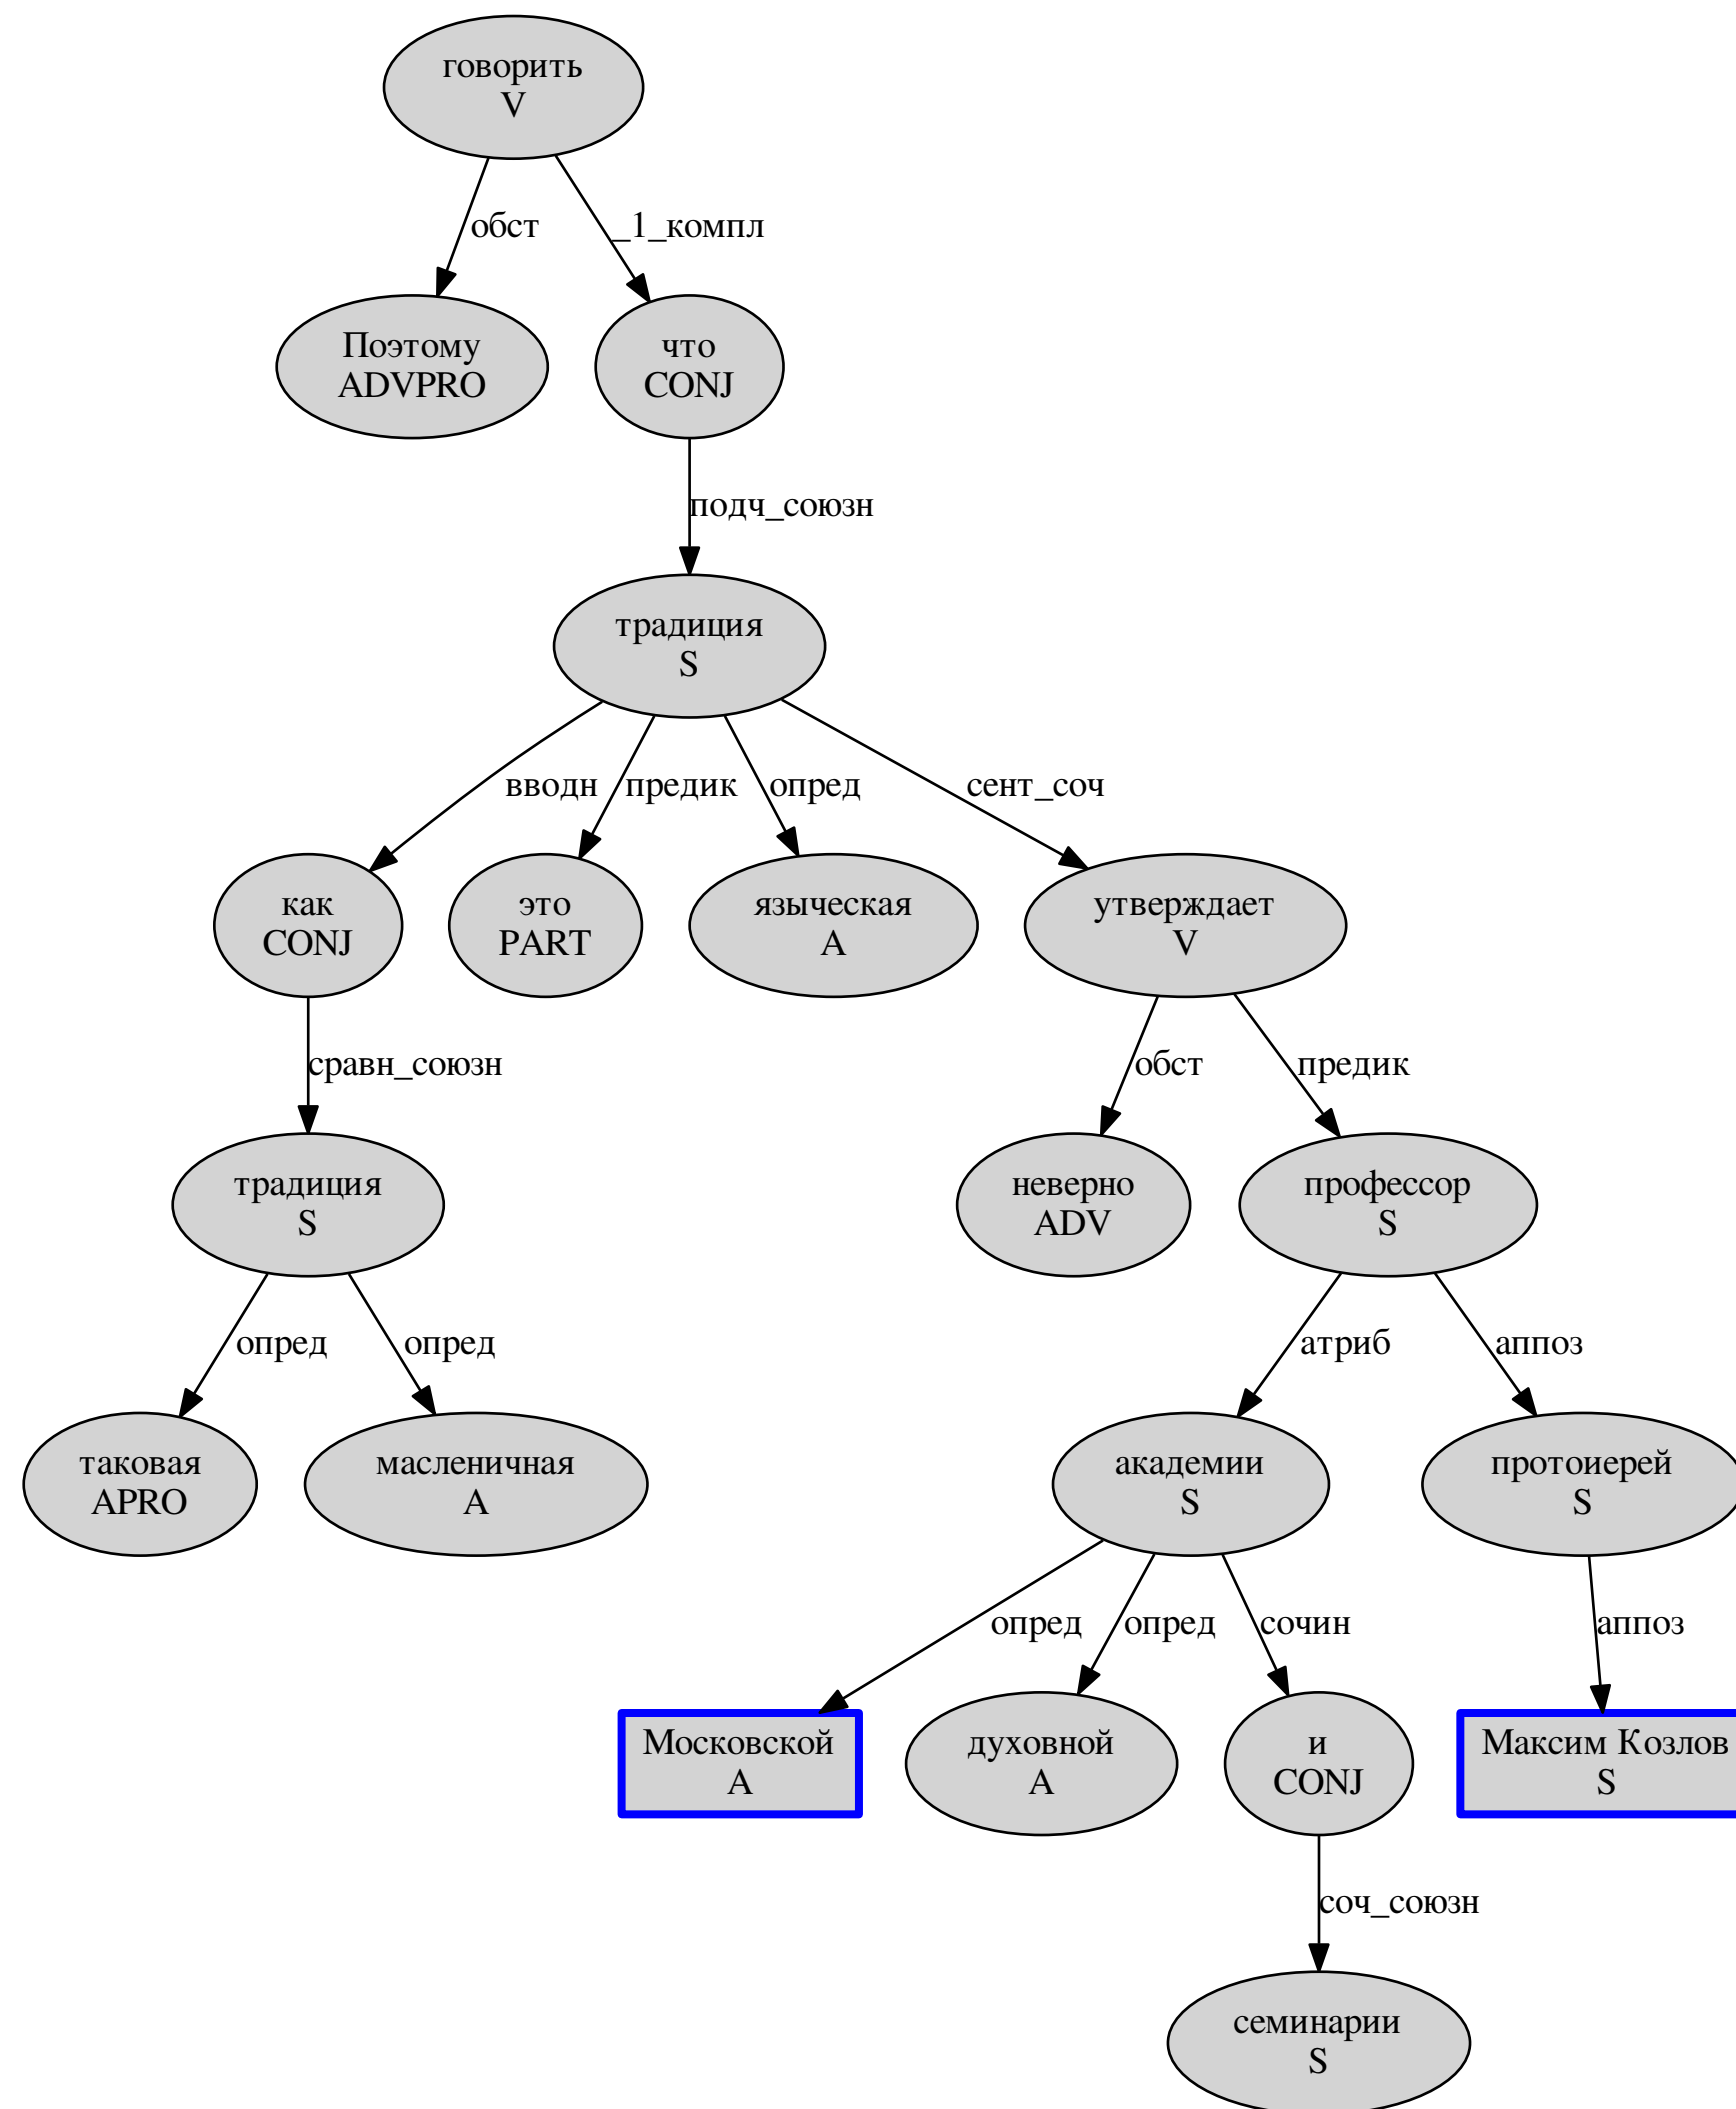 говорить
V
обст
_1_компл
Поэтому
ADVPRO
что
CONJ
подч_союзн
традиция
S
вводн
предик
опред
сент_соч
как
CONJ
это
PART
языческая
A
утверждает
V
сравн_союзн
обст
предик
традиция
S
неверно
ADV
профессор
S
опред
опред
атриб
аппоз
таковая
APRO
масленичная
A
академии
S
протоиерей
S
опред
опред
сочин
аппоз
Московской
A
духовной
A
и
CONJ
Максим Козлов
S
соч_союзн
семинарии
S